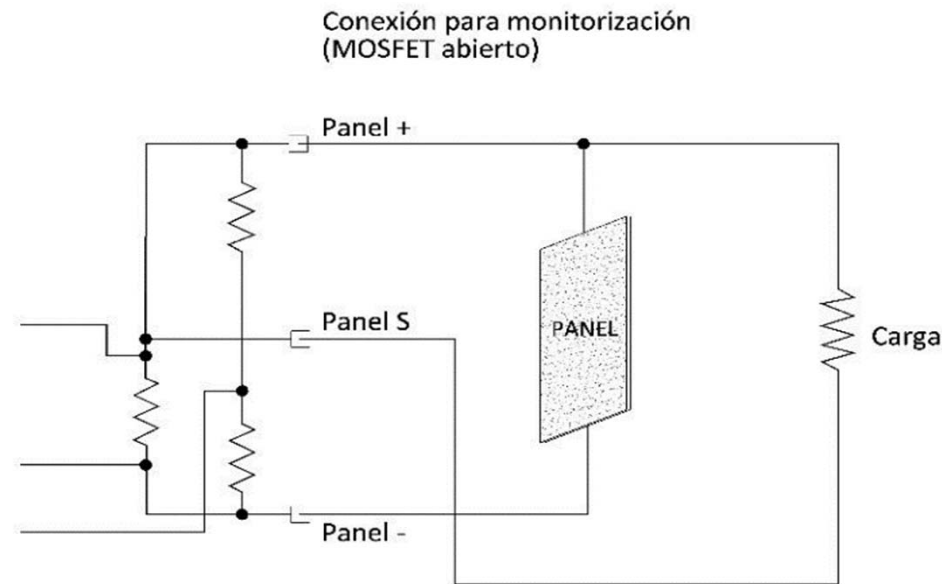 Conexión para monitorización
(MOSFET abierto)
Panel +
Panel S
PANEL
Carga
Panel -